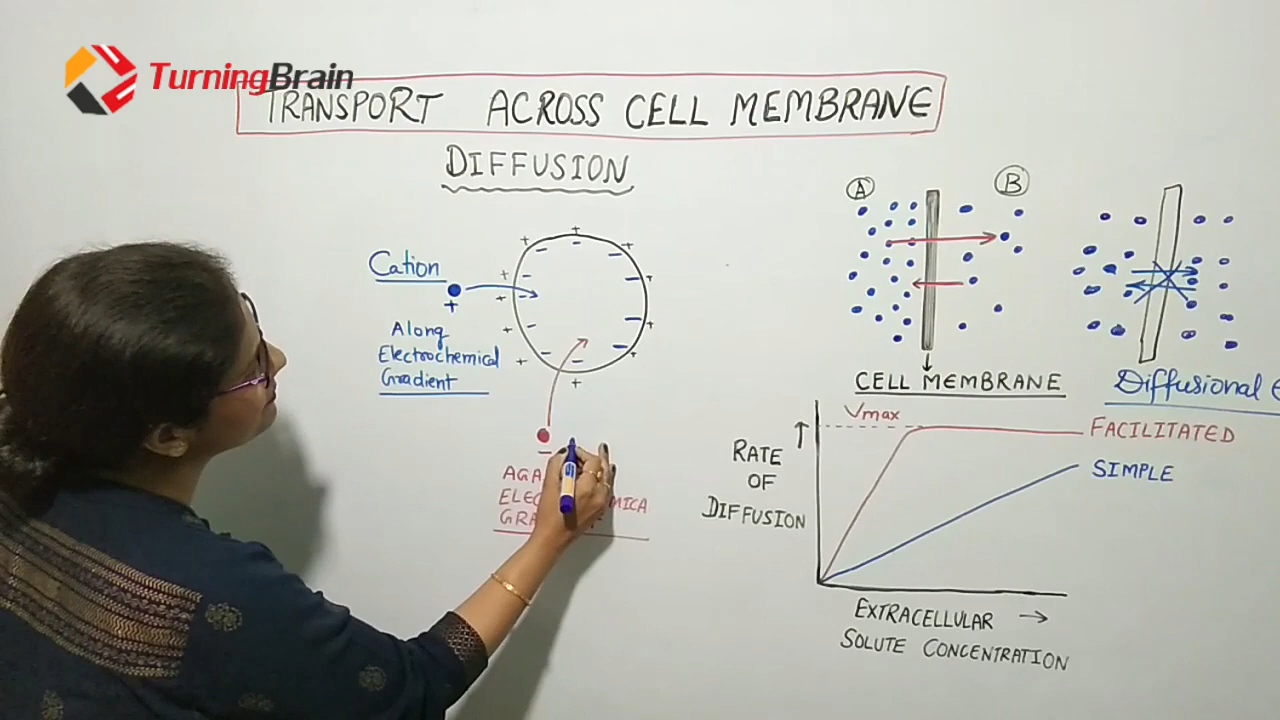 TurningBrain
TRANSPORT ACROSS CELL MEMBRANE
DIFFUSION
Cation
+
Along
Electrochemical
Gradient
A
B
CELL MEMBRANE
Diffusional
Vmax
RATE
OF
DIFFUSION
FACILITATED
SIMPLE
EXTRACELLULAR →
SOLUTE CONCENTRATION